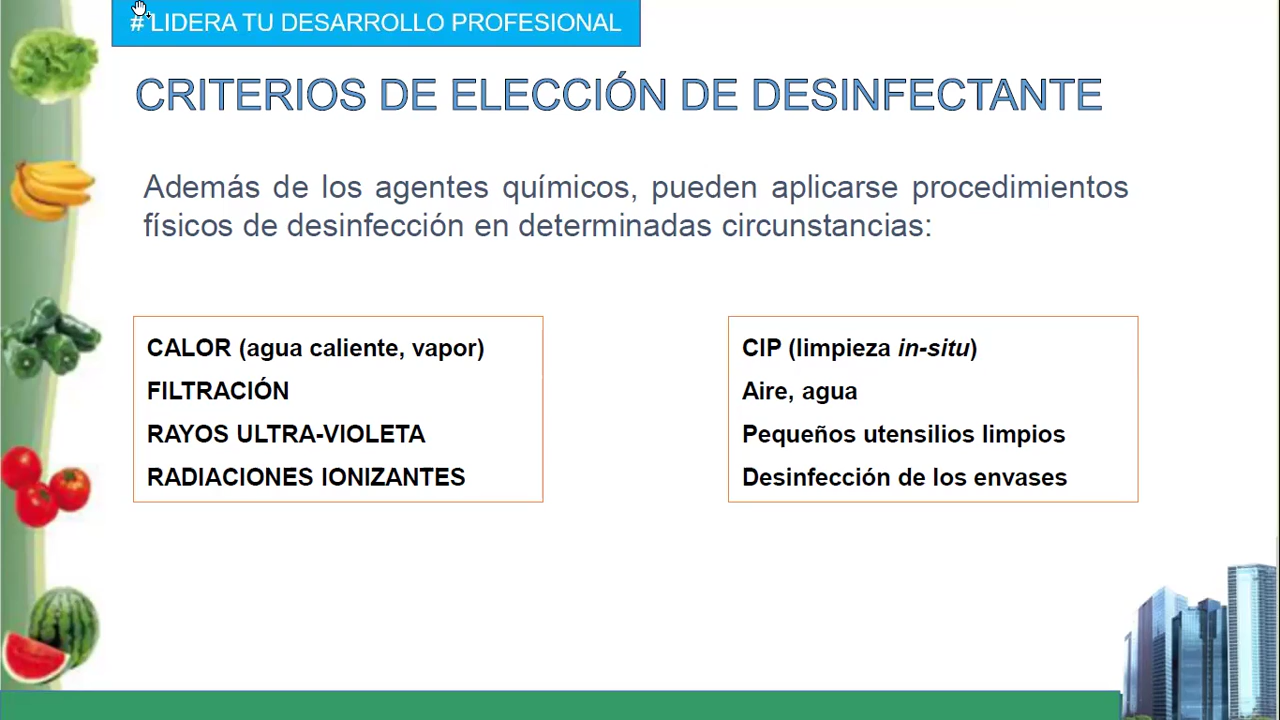 # LIDERA TU DESARROLLO PROFESIONAL
CRITERIOS DE ELECCIÓN DE DESINFECTANTE
Además de los agentes químicos, pueden aplicarse procedimientos
físicos de desinfección en determinadas circunstancias:
CALOR (agua caliente, vapor)
FILTRACIÓN
RAYOS ULTRA-VIOLETA
RADIACIONES IONIZANTES
CIP (limpieza in-situ)
Aire, agua
Pequeños utensilios limpios
Desinfección de los envases